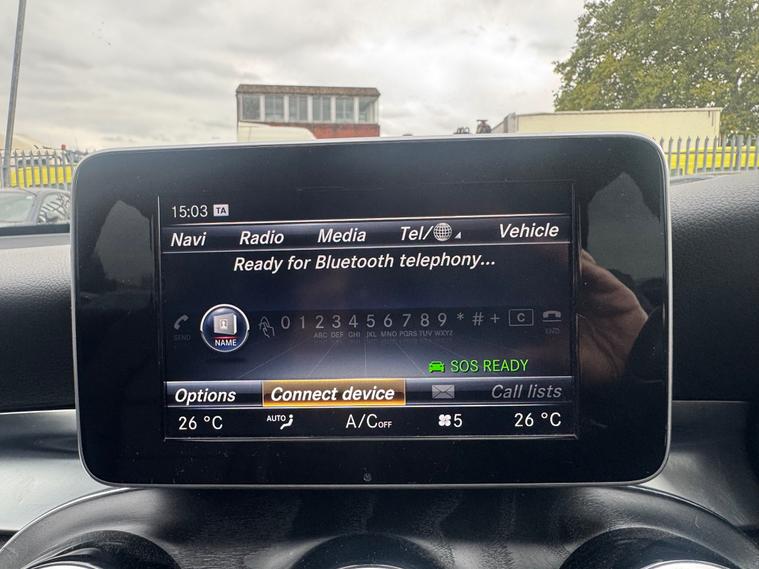 15:03 TA
Navi Radio Media Tel/ Vehicle
Ready for Bluetooth telephony...
SEND NAME 0 1 2 3 4 5 6 7 8 9 * # + C END
ABC DEF GHI JKL MNO PQRS TUV WXYZ
SOS READY
Options Connect device Call lists
26 °C AUTO A/C OFF 5 26 °C